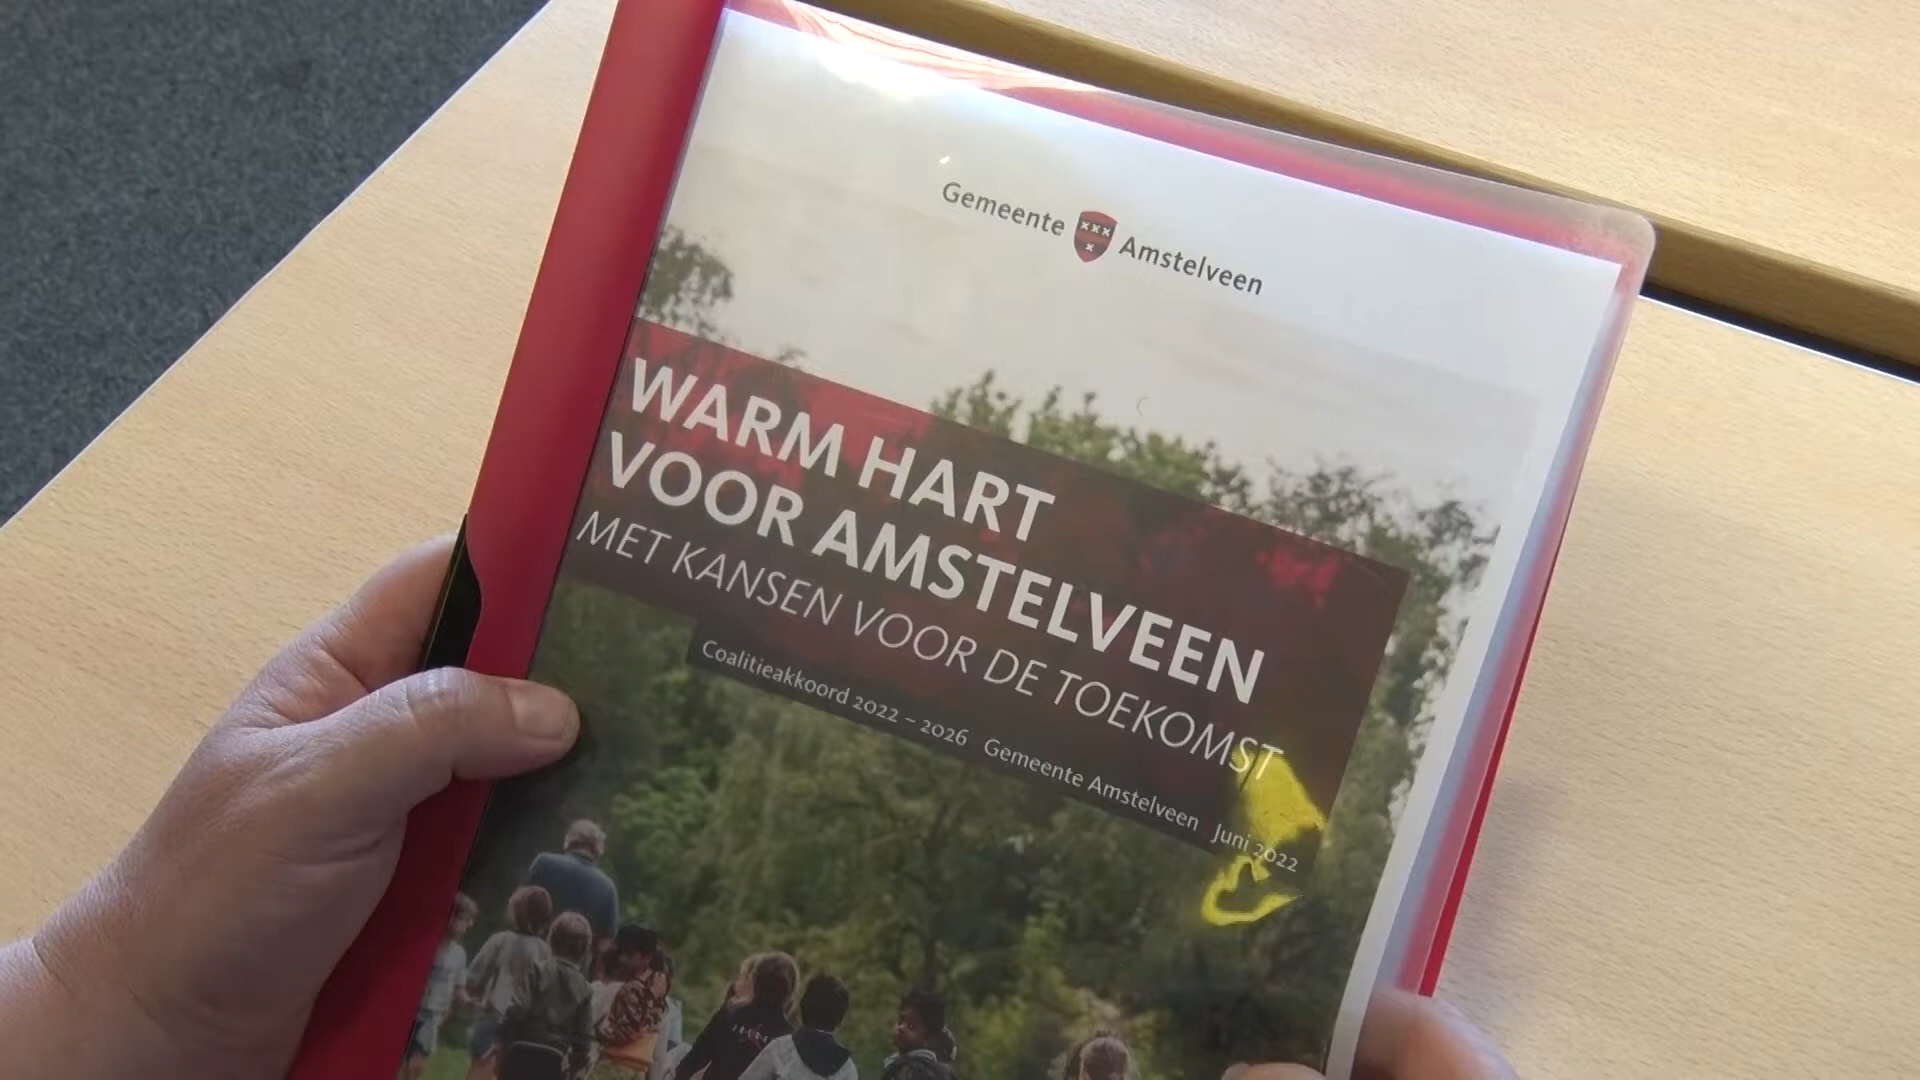 Gemeente Amstelveen
WARM HART
VOOR AMSTELVEEN
MET KANSEN VOOR DE TOEKOMST
Coalitieakkoord 2022 – 2026 Gemeente Amstelveen Juni 2022